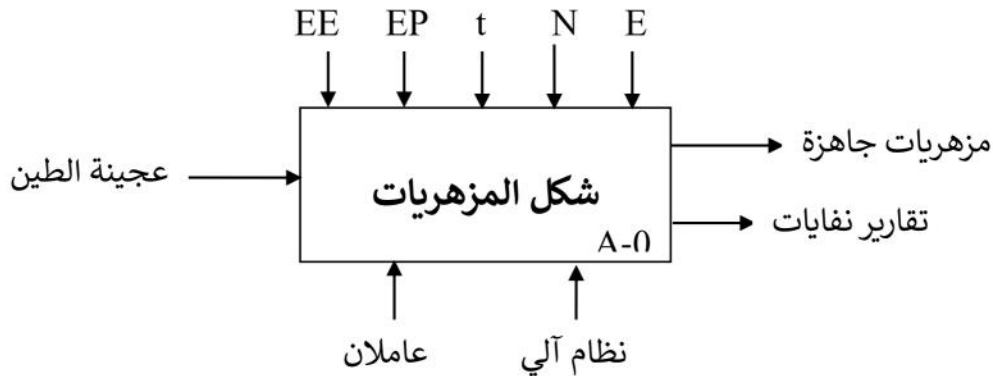 EE EP t N E
مزهريات جاهزة
عجينة الطين
شكل المزهريات
تقارير نفايات
A-0
عاملان
نظام آلي